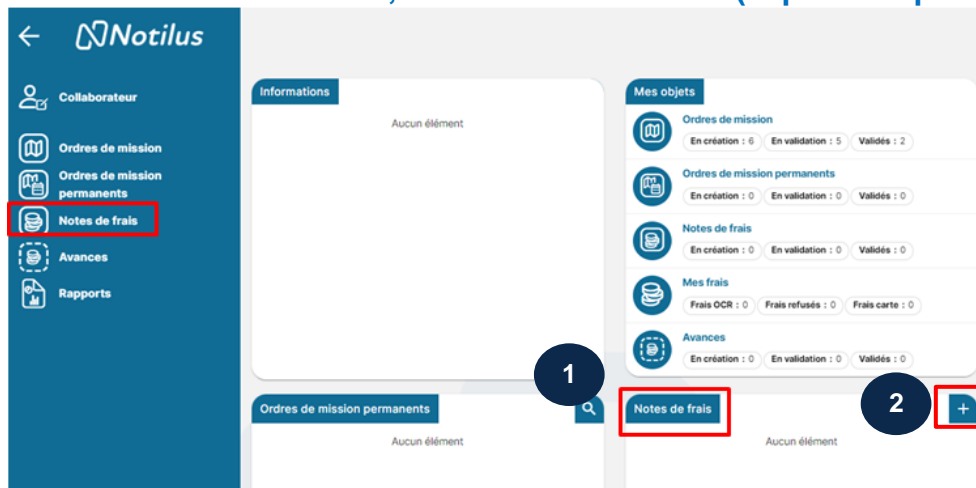 Notilus
Collaborateur
Ordres de mission
Ordres de mission
permanents
Notes de frais
Avances
Rapports
Informations
Aucun élément
Mes objets
Ordres de mission
En création : 6 En validation : 5 Validés : 2
Ordres de mission permanents
En création : 0 En validation : 0 Validés : 0
Notes de frais
En création : 0 En validation : 0 Validés : 0
Mes frais
Frais OCR : 0 Frais refusés : 0 Frais carte : 0
Avances
En création : 0 En validation : 0 Validés : 0
1
Ordres de mission permanents
Aucun élément
Notes de frais
2
+
Aucun élément